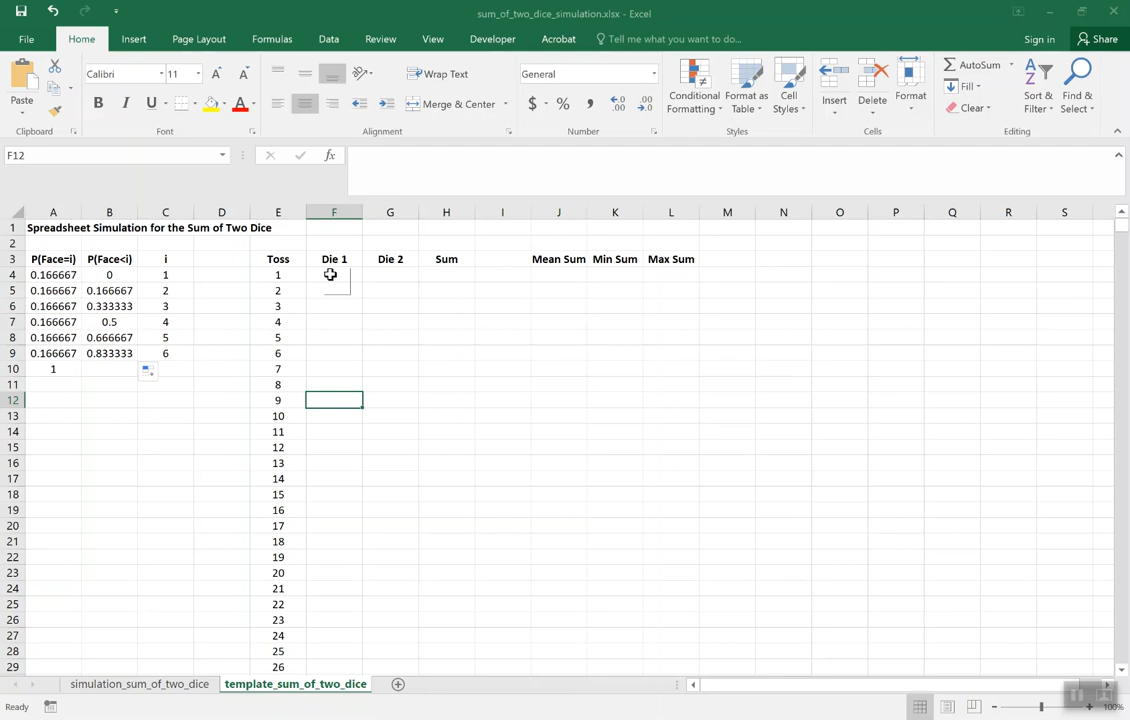 sum_of_two_dice_simulation.xlsx - Excel
File Home Insert Page Layout Formulas Data Review View Developer Acrobat Tell me what you want to do... Sign in Share
Paste
Clipboard
Calibri 11
B I U
Font
Wrap Text
Merge & Center
Alignment
General
$ % ,
Number
Conditional Formatting
Format as Table
Cell Styles
Styles
Insert Delete Format
Cells
AutoSum
Fill
Clear
Sort & Filter
Find & Select
Editing
F12 fx
A B C D E F G H I J K L M N O P Q R S
1 Spreadsheet Simulation for the Sum of Two Dice
2
3 P(Face=i) P(Face<i) i Toss Die 1 Die 2 Sum Mean Sum Min Sum Max Sum
4 0.166667 0 1 1
5 0.166667 0.166667 2 2
6 0.166667 0.333333 3 3
7 0.166667 0.5 4 4
8 0.166667 0.666667 5 5
9 0.166667 0.833333 6 6
10 1 7
11 8
12 9
13 10
14 11
15 12
16 13
17 14
18 15
19 16
20 17
21 18
22 19
23 20
24 21
25 22
26 23
27 24
28 25
29 26
simulation_sum_of_two_dice template_sum_of_two_dice
Ready 100%